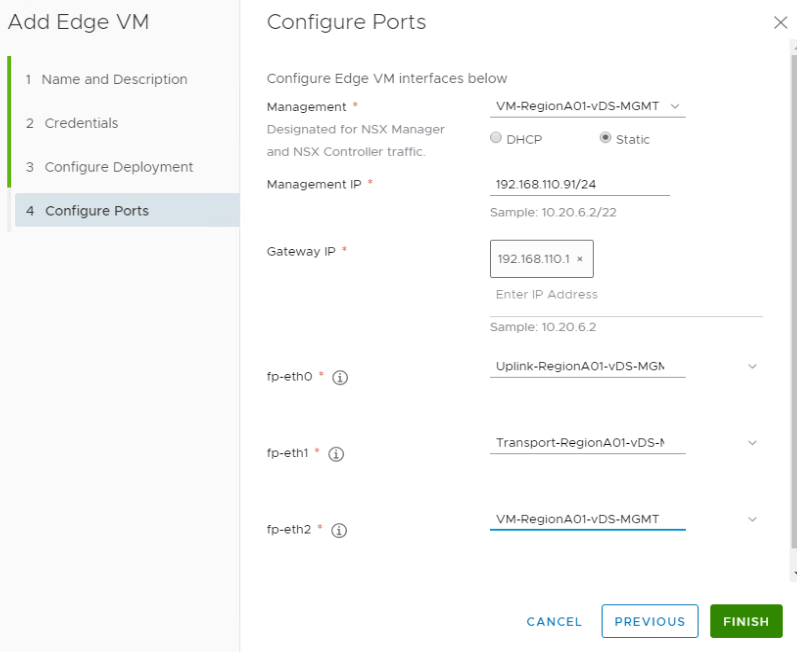 Add Edge VM
1 Name and Description
2 Credentials
3 Configure Deployment
4 Configure Ports
Configure Ports
Configure Edge VM interfaces below
Management *
VM-RegionA01-vDS-MGMT
Designated for NSX Manager
and NSX Controller traffic.
DHCP
Static
Management IP *
192.168.110.91/24
Sample: 10.20.6.2/22
Gateway IP *
192.168.110.1 ×
Enter IP Address
Sample: 10.20.6.2
fp-eth0 *
Uplink-RegionA01-vDS-MGM
fp-eth1 *
Transport-RegionA01-vDS-M
fp-eth2 *
VM-RegionA01-vDS-MGMT
CANCEL
PREVIOUS
FINISH